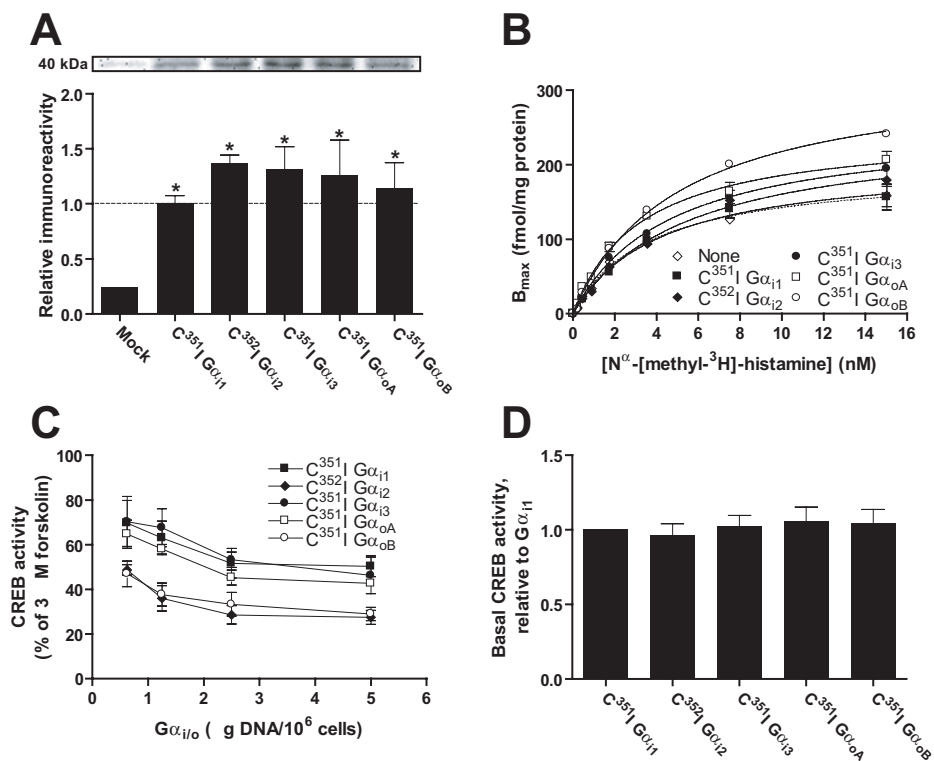 A
40 kDa
Relative immunoreactivity
2.0
1.5
1.0
0.5
0.0
*
*
*
*
*
Mock
C³⁵¹I Gαi1
C³⁵²I Gαi2
C³⁵¹I Gαi3
C³⁵¹I GαoA
C³⁵¹I GαoB
B
Bmax (fmol/mg protein)
300
200
100
0
None
C³⁵¹I Gαi1
C³⁵²I Gαi2
C³⁵¹I Gαi3
C³⁵¹I GαoA
C³⁵¹I GαoB
0 2 4 6 8 10 12 14 16
[Nα-[methyl-³H]-histamine] (nM)
C
CREB activity
(% of 3 M forskolin)
100
80
60
40
20
0
C³⁵¹I Gαi1
C³⁵²I Gαi2
C³⁵¹I Gαi3
C³⁵¹I GαoA
C³⁵¹I GαoB
0 1 2 3 4 5 6
Gαi/o ( g DNA/10⁶ cells)
D
Basal CREB activity,
relative to Gαi1
1.5
1.0
0.5
0.0
C³⁵¹I Gαi1
C³⁵²I Gαi2
C³⁵¹I Gαi3
C³⁵¹I GαoA
C³⁵¹I GαoB